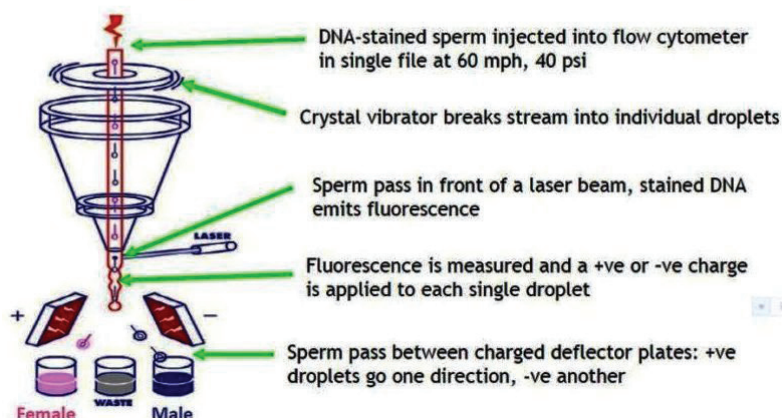 DNA-stained sperm injected into flow cytometer
in single file at 60 mph, 40 psi
Crystal vibrator breaks stream into individual droplets
Sperm pass in front of a laser beam, stained DNA
emits fluorescence
LASER
Fluorescence is measured and a +ve or -ve charge
is applied to each single droplet
+
−
Sperm pass between charged deflector plates: +ve
droplets go one direction, -ve another
WASTE
Female
Male